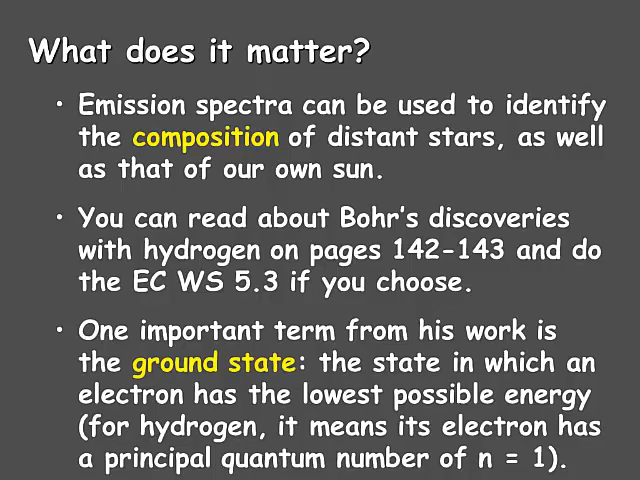 What does it matter?
• Emission spectra can be used to identify
the composition of distant stars, as well
as that of our own sun.
• You can read about Bohr's discoveries
with hydrogen on pages 142-143 and do
the EC WS 5.3 if you choose.
• One important term from his work is
the ground state: the state in which an
electron has the lowest possible energy
(for hydrogen, it means its electron has
a principal quantum number of n = 1).